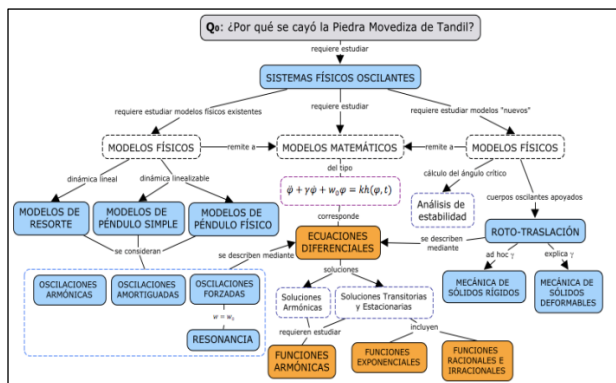 Q₀: ¿Por qué se cayó la Piedra Movediza de Tandil?
requiere estudiar
SISTEMAS FÍSICOS OSCILANTES
requiere estudiar modelos físicos existentes
requiere estudiar
requiere estudiar modelos "nuevos"
MODELOS FÍSICOS
remite a
MODELOS MATEMÁTICOS
remite a
MODELOS FÍSICOS
dinámica lineal
dinámica linealizable
del tipo
cálculo del ángulo crítico
φ̈ + γφ̇ + w₀φ = kh(φ,t)
Análisis de
estabilidad
cuerpos oscilantes apoyados
MODELOS DE
RESORTE
MODELOS DE
PÉNDULO SIMPLE
MODELOS DE
PÉNDULO FÍSICO
corresponde
ECUACIONES
DIFERENCIALES
se describen
mediante
ROTO-TRASLACIÓN
se consideran
se describen mediante
ad hoc γ
explica γ
OSCILACIONES
ARMÓNICAS
OSCILACIONES
AMORTIGUADAS
OSCILACIONES
FORZADAS
soluciones
MECÁNICA DE
SÓLIDOS RÍGIDOS
MECÁNICA DE
SÓLIDOS
DEFORMABLES
Soluciones
Armónicas
Soluciones Transitorias
y Estacionarias
w = w₀
RESONANCIA
requieren estudiar
incluyen
FUNCIONES
ARMÓNICAS
FUNCIONES
EXPONENCIALES
FUNCIONES
RACIONALES E
IRRACIONALES